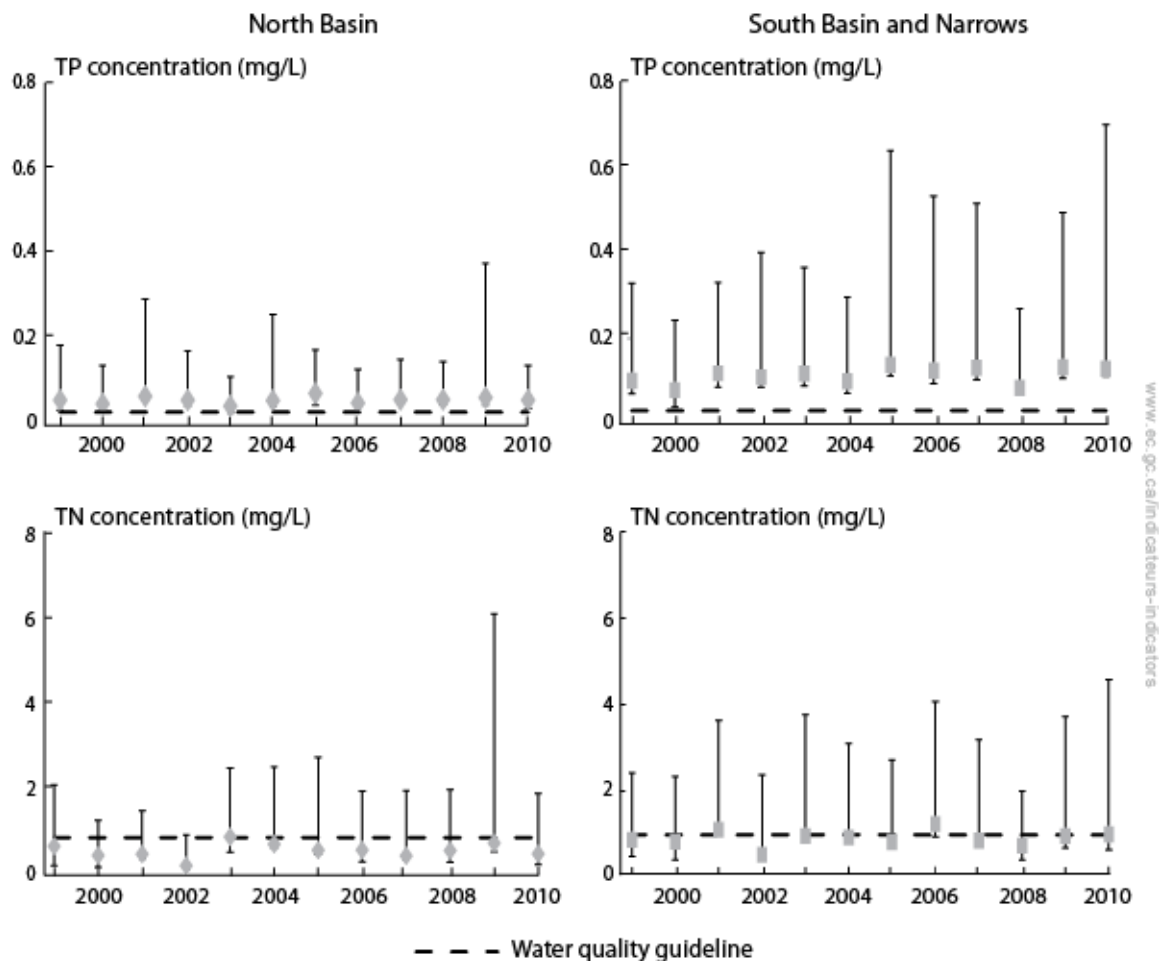 North Basin
South Basin and Narrows
TP concentration (mg/L)
TP concentration (mg/L)
0.8
0.6
0.4
0.2
0
2000 2002 2004 2006 2008 2010
0.8
0.6
0.4
0.2
0
2000 2002 2004 2006 2008 2010
TN concentration (mg/L)
TN concentration (mg/L)
8
6
4
2
0
2000 2002 2004 2006 2008 2010
8
6
4
2
0
2000 2002 2004 2006 2008 2010
Water quality guideline
www.ec.gc.ca/indicateurs-indicators